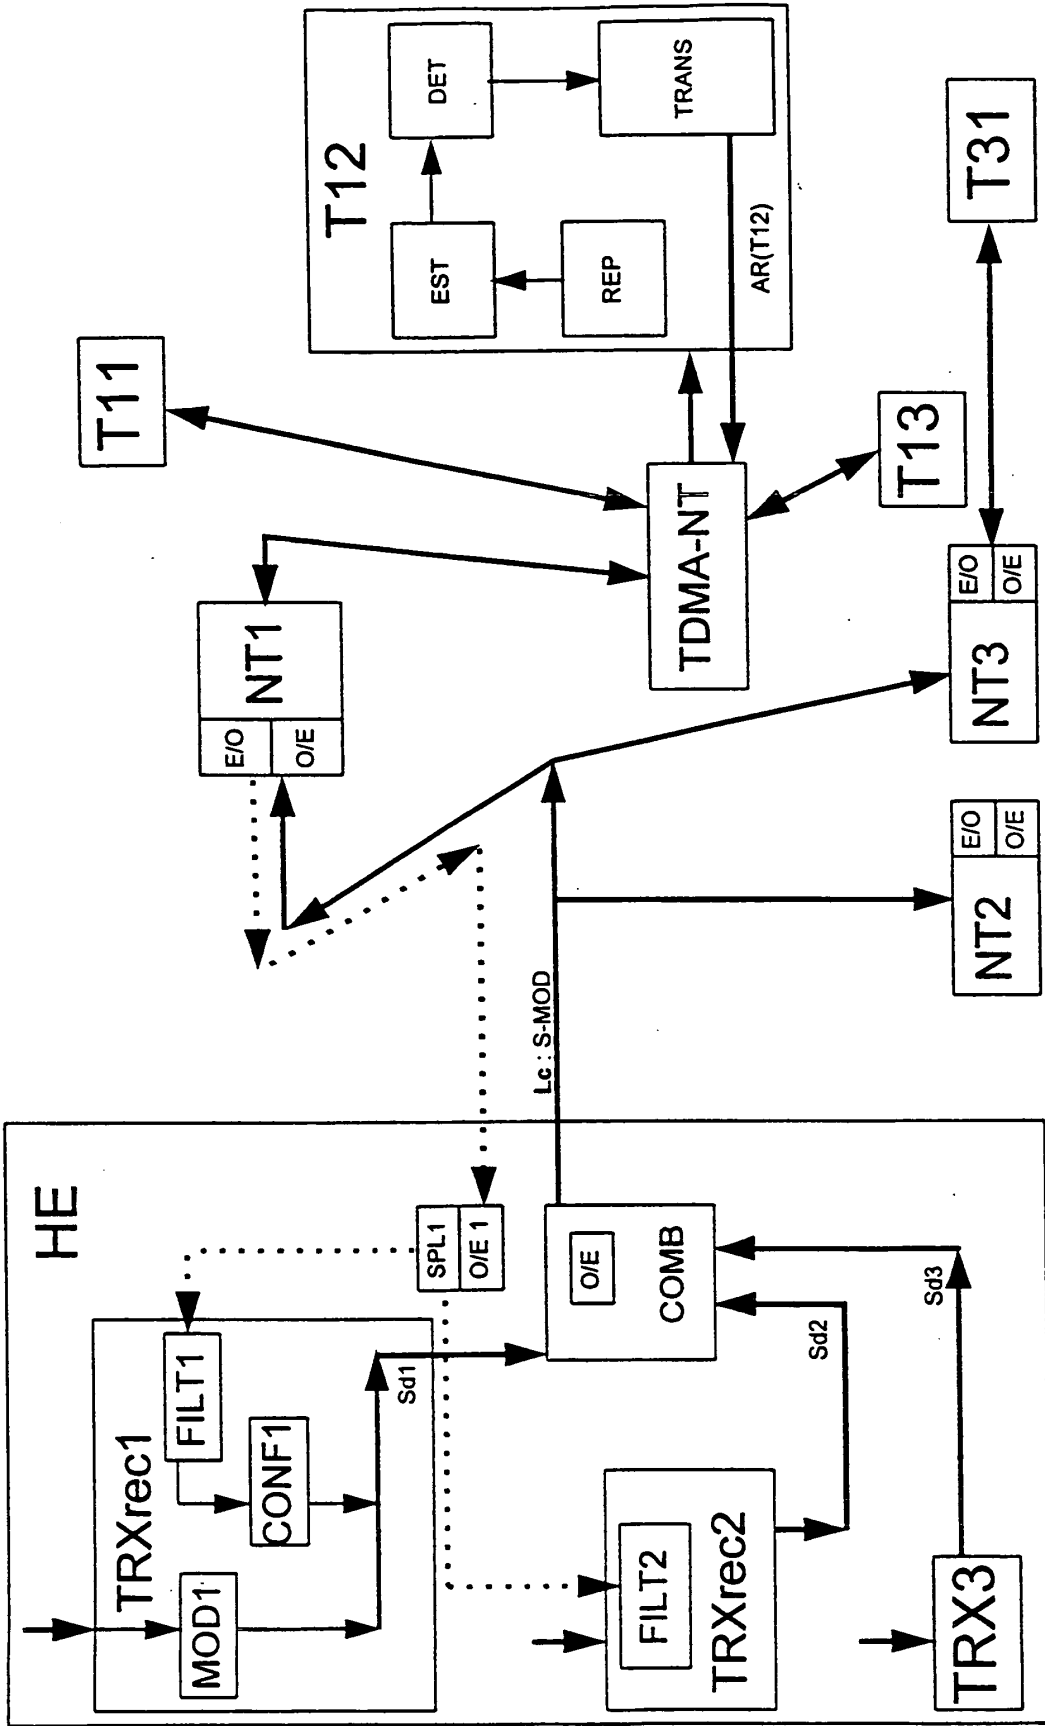 HE
TRXrec1
MOD1
CONF1
FILT1
Sd1
SPL1
O/E 1
TRXrec2
FILT2
Sd2
TRX3
Sd3
COMB
O/E
Lc : S-MOD
NT1
E/O
O/E
NT2
E/O
O/E
NT3
E/O
O/E
TDMA-NT
T11
T12
EST
DET
REP
TRANS
AR(T12)
T13
T31